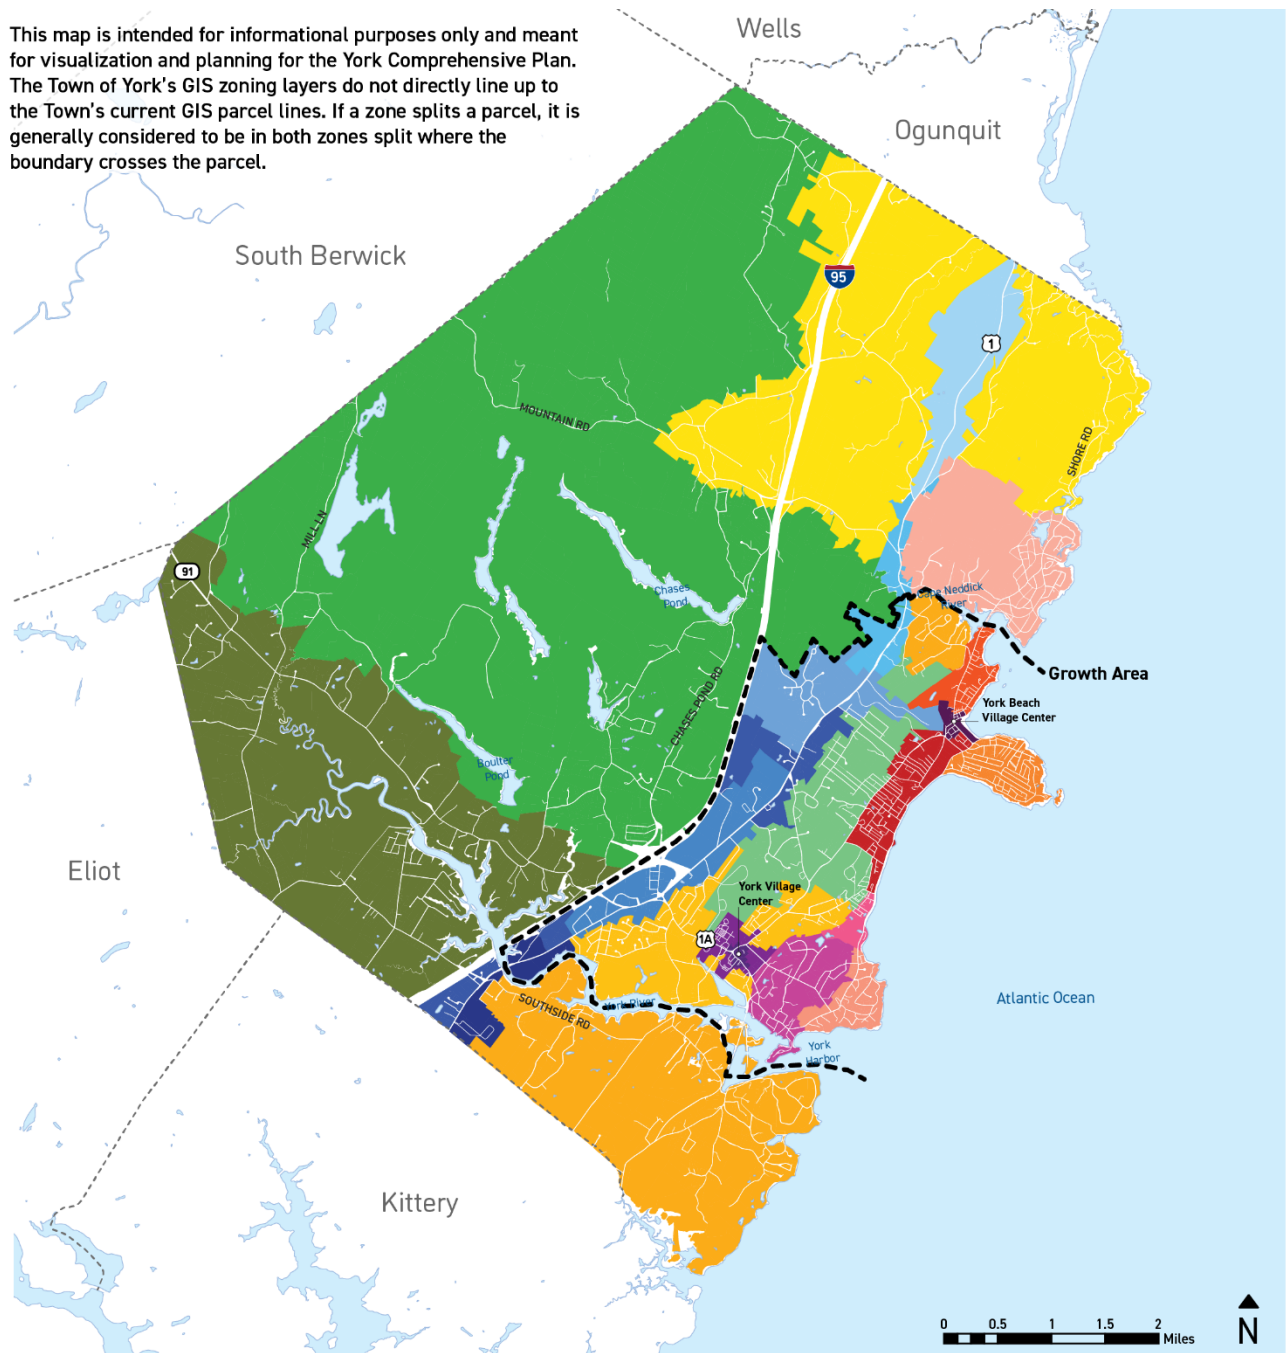 This map is intended for informational purposes only and meant
for visualization and planning for the York Comprehensive Plan.
The Town of York's GIS zoning layers do not directly line up to
the Town's current GIS parcel lines. If a zone splits a parcel, it is
generally considered to be in both zones split where the
boundary crosses the parcel.
Wells
Ogunquit
South Berwick
95
1
MOUNTAIN RD
SHORE RD
MILL LN
91
Chases
Pond
Cape Neddick
River
Growth Area
CHASES POND RD
York Beach
Village Center
Boulter
Pond
Eliot
York Village
Center
1A
Atlantic Ocean
York River
SOUTHSIDE RD
York
Harbor
Kittery
0 0.5 1 1.5 2
Miles
N